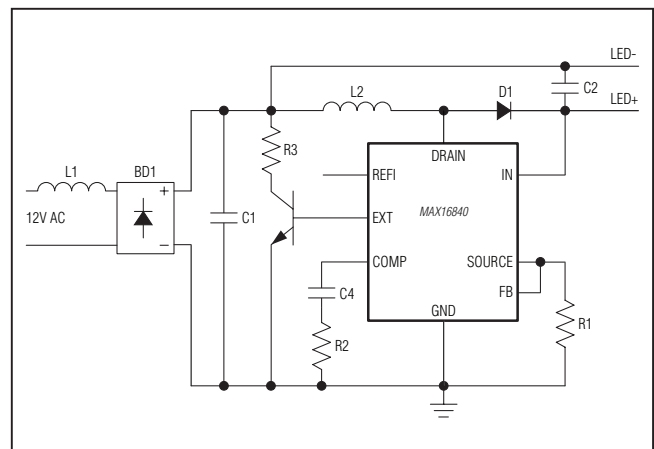 LED-
L2
D1
C2
LED+
R3
DRAIN
L1
BD1
REFI
IN
MAX16840
+
12V AC
C1
EXT
–
COMP
SOURCE
C4
FB
GND
R1
R2